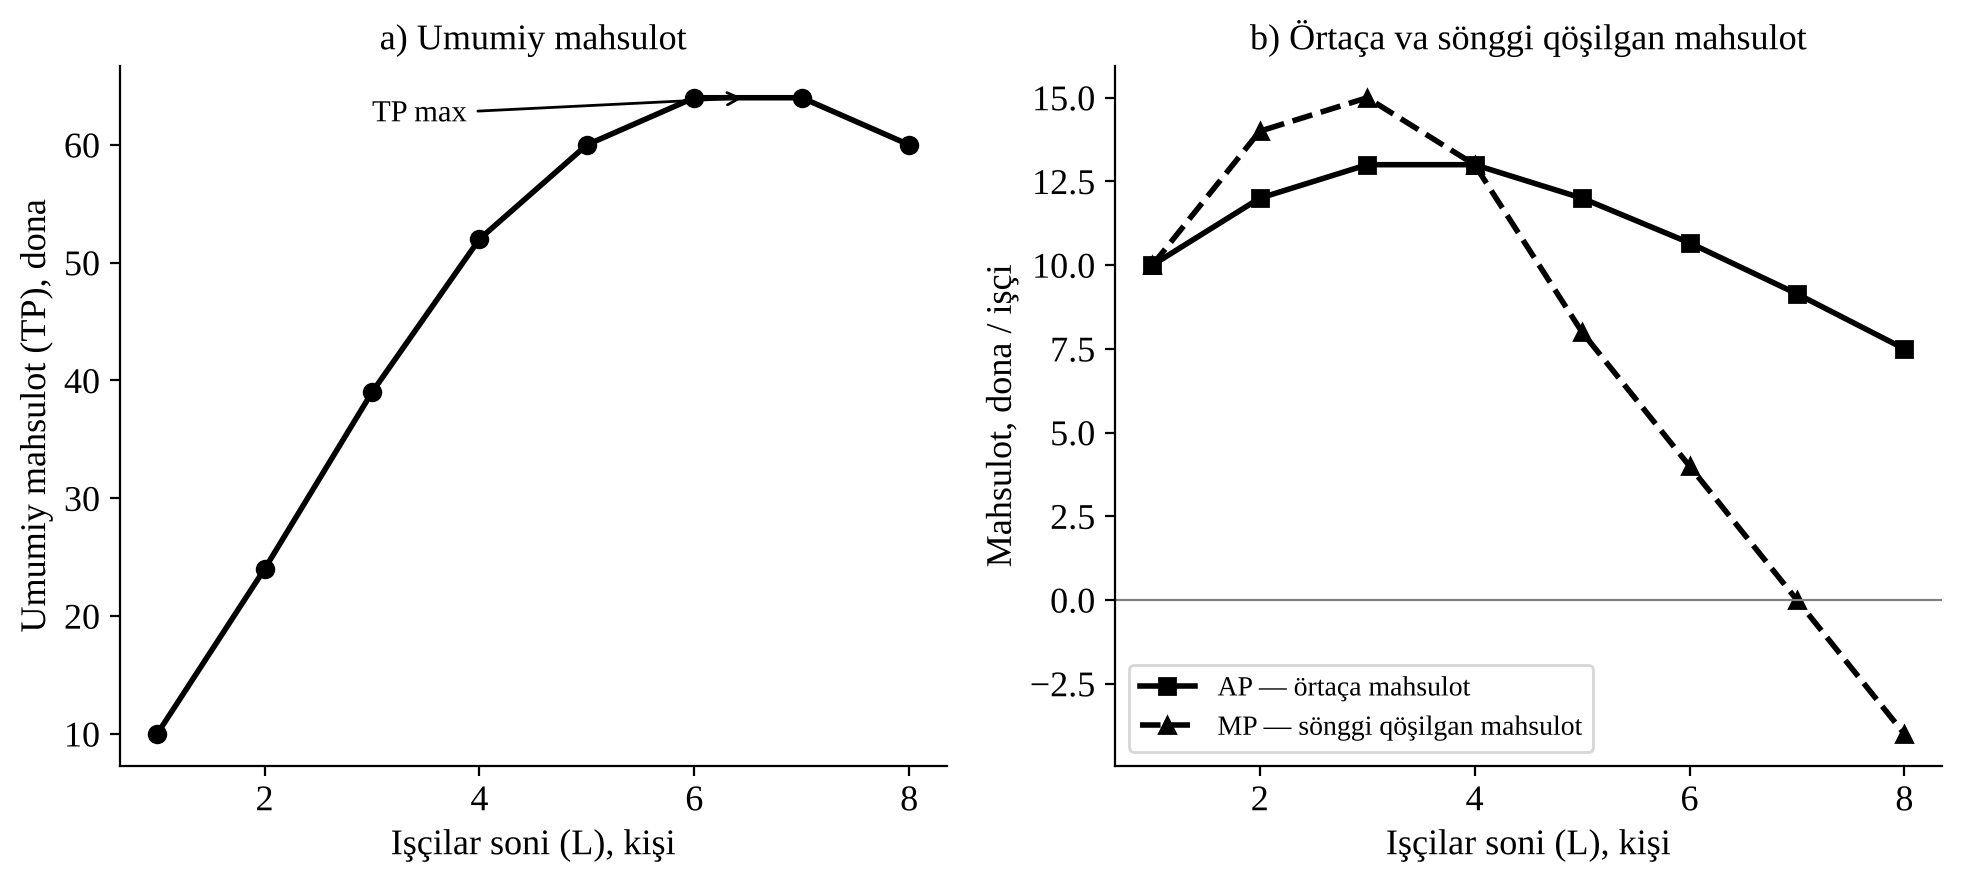 a) Umumiy mahsulot
TP max
60
50
40
30
20
10
Umumiy mahsulot (TP), dona
2 4 6 8
Işçilar soni (L), kişi
b) Örtaça va sönggi qöşilgan mahsulot
15.0
12.5
10.0
7.5
5.0
2.5
0.0
−2.5
Mahsulot, dona / işçi
AP — örtaça mahsulot
MP — sönggi qöşilgan mahsulot
2 4 6 8
Işçilar soni (L), kişi